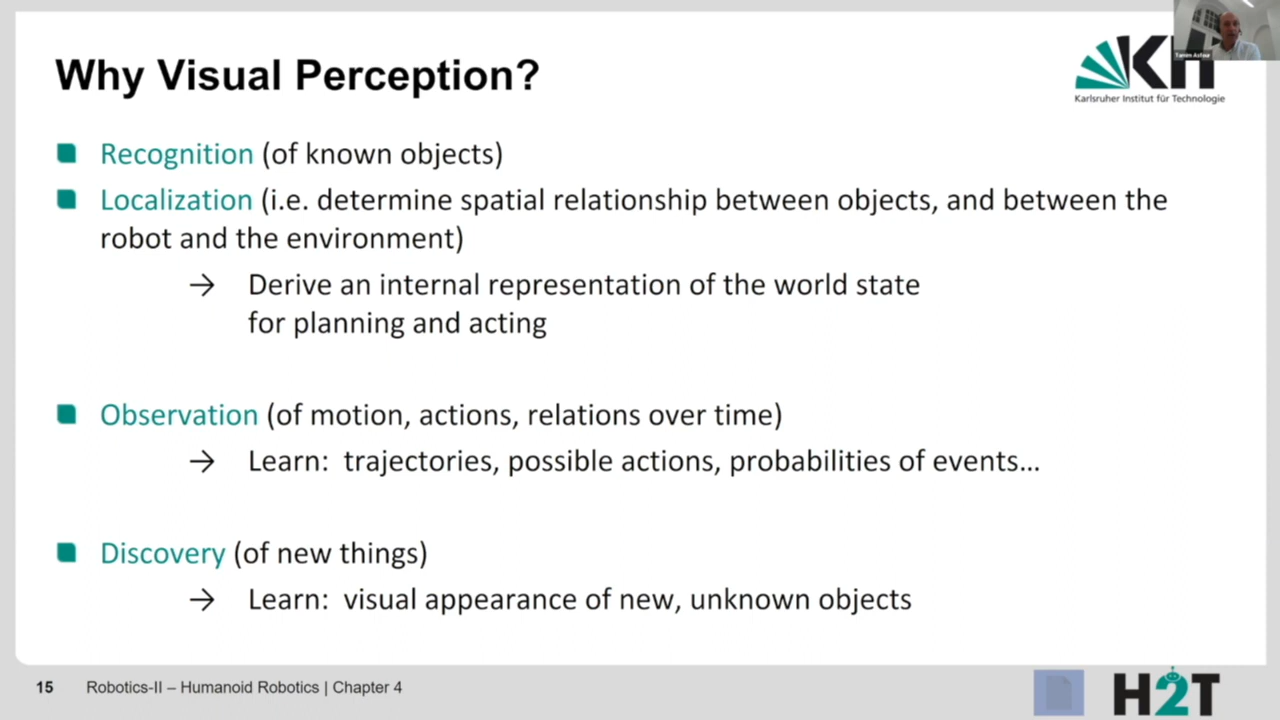 Why Visual Perception?
KIT
Karlsruher Institut für Technologie
Recognition (of known objects)
Localization (i.e. determine spatial relationship between objects, and between the
robot and the environment)
→ Derive an internal representation of the world state
for planning and acting
Observation (of motion, actions, relations over time)
→ Learn: trajectories, possible actions, probabilities of events...
Discovery (of new things)
→ Learn: visual appearance of new, unknown objects
15 Robotics-II – Humanoid Robotics | Chapter 4
H2T